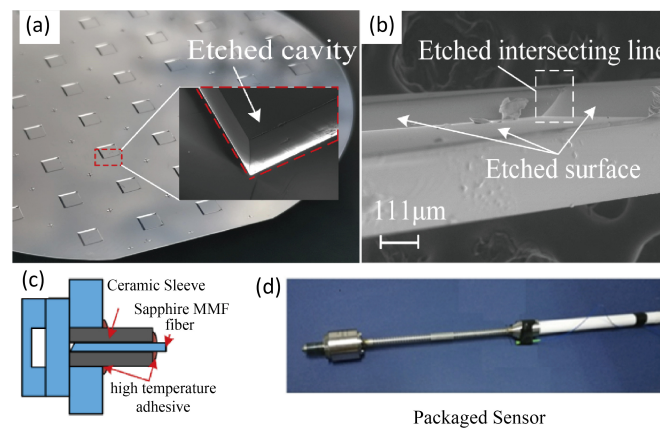 (a)
Etched cavity
(b)
Etched intersecting line
Etched surface
111μm
(c)
Ceramic Sleeve
Sapphire MMF
fiber
high temperature
adhesive
(d)
Packaged Sensor